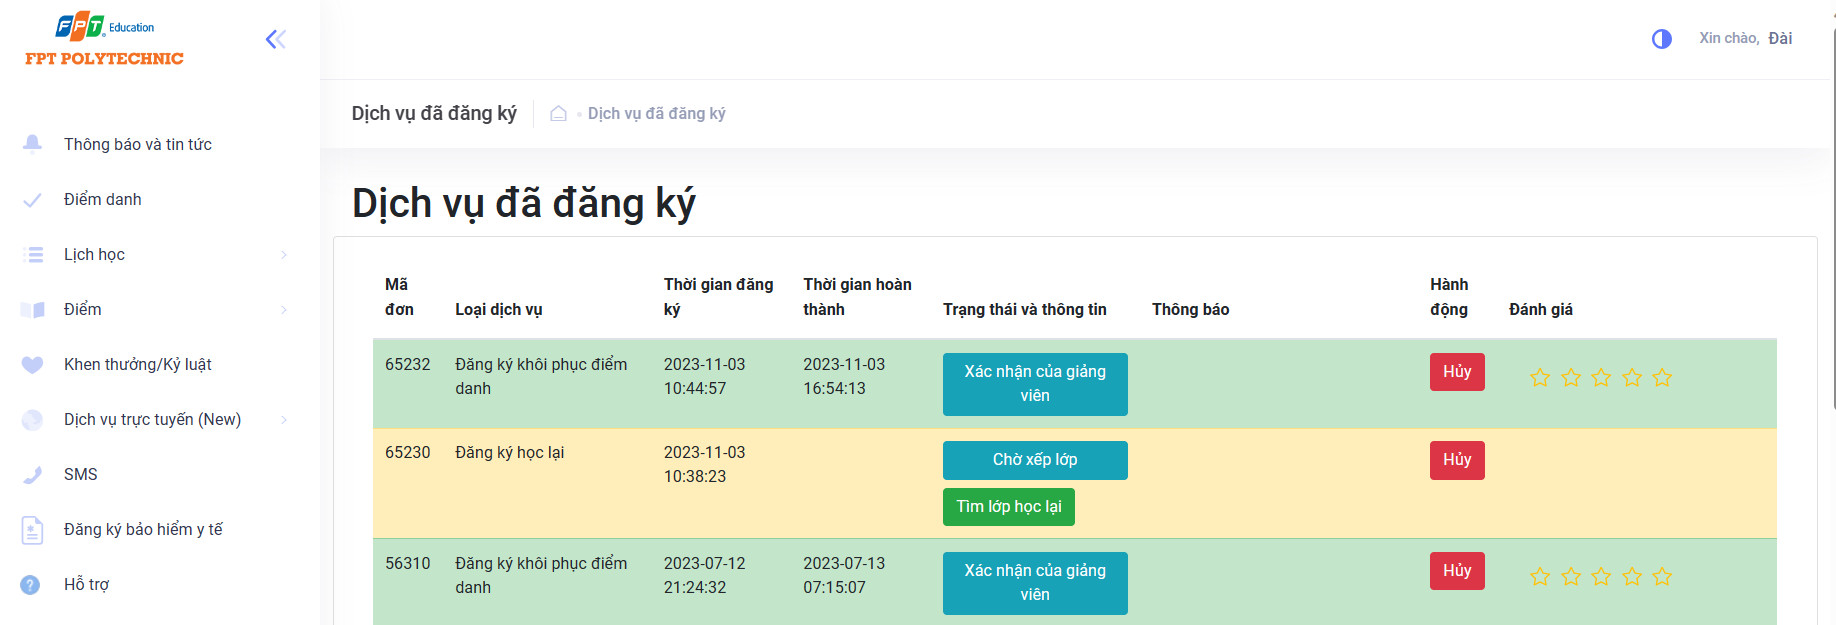 FPT Education
FPT POLYTECHNIC
Xin chào, Đài
Dịch vụ đã đăng ký
Dịch vụ đã đăng ký
Thông báo và tin tức
Điểm danh
Lịch học
Điểm
Khen thưởng/Kỷ luật
Dịch vụ trực tuyến (New)
SMS
Đăng ký bảo hiểm y tế
Hỗ trợ
Dịch vụ đã đăng ký
Mã đơn
Loại dịch vụ
Thời gian đăng ký
Thời gian hoàn thành
Trạng thái và thông tin
Thông báo
Hành động
Đánh giá
65232
Đăng ký khôi phục điểm danh
2023-11-03
10:44:57
2023-11-03
16:54:13
Xác nhận của giảng viên
Hủy
65230
Đăng ký học lại
2023-11-03
10:38:23
Chờ xếp lớp
Tìm lớp học lại
Hủy
56310
Đăng ký khôi phục điểm danh
2023-07-12
21:24:32
2023-07-13
07:15:07
Xác nhận của giảng viên
Hủy